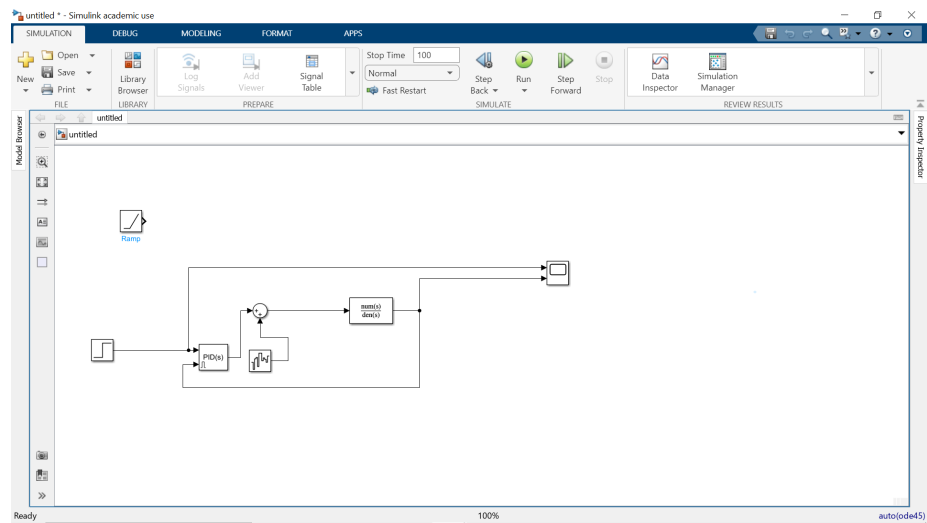 untitled * - Simulink academic use
SIMULATION DEBUG MODELING FORMAT APPS
New
Open
Save
Print
FILE
Library
Browser
LIBRARY
Log
Signals
Add
Viewer
Signal
Table
PREPARE
Stop Time 100
Normal
Fast Restart
Step
Back
Run
Step
Forward
Stop
SIMULATE
Data
Inspector
Simulation
Manager
REVIEW RESULTS
Model Browser
untitled
untitled
Property Inspector
Ramp
num(s)
den(s)
PID(s)
Ready 100% auto(ode45)